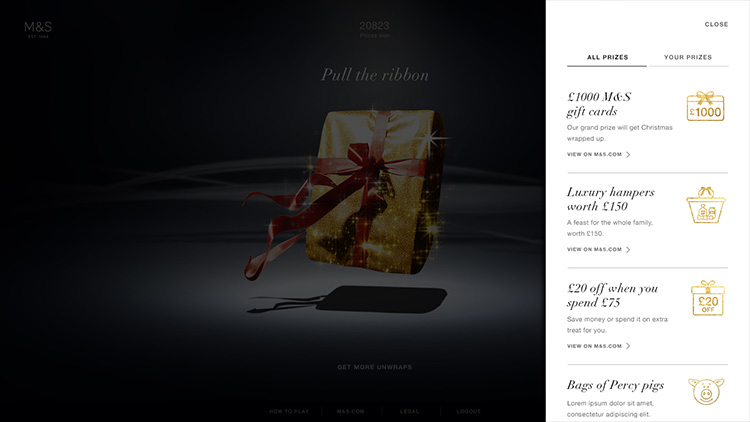 M&S
EST 1884
20823
Prizes won
Pull the ribbon
GET MORE UNWRAPS
HOW TO PLAY
M&S.COM
LEGAL
LOGOUT
CLOSE
ALL PRIZES
YOUR PRIZES
£1000 M&S
gift cards
Our grand prize will get Christmas
wrapped up.
VIEW ON M&S.COM
£1000
Luxury hampers
worth £150
A feast for the whole family,
worth £150.
VIEW ON M&S.COM
£20 off when you
spend £75
Save money or spend it on extra
treat for you.
VIEW ON M&S.COM
£20
OFF
Bags of Percy pigs
Lorem ipsum dolor sit amet,
consectetur adipiscing elit.